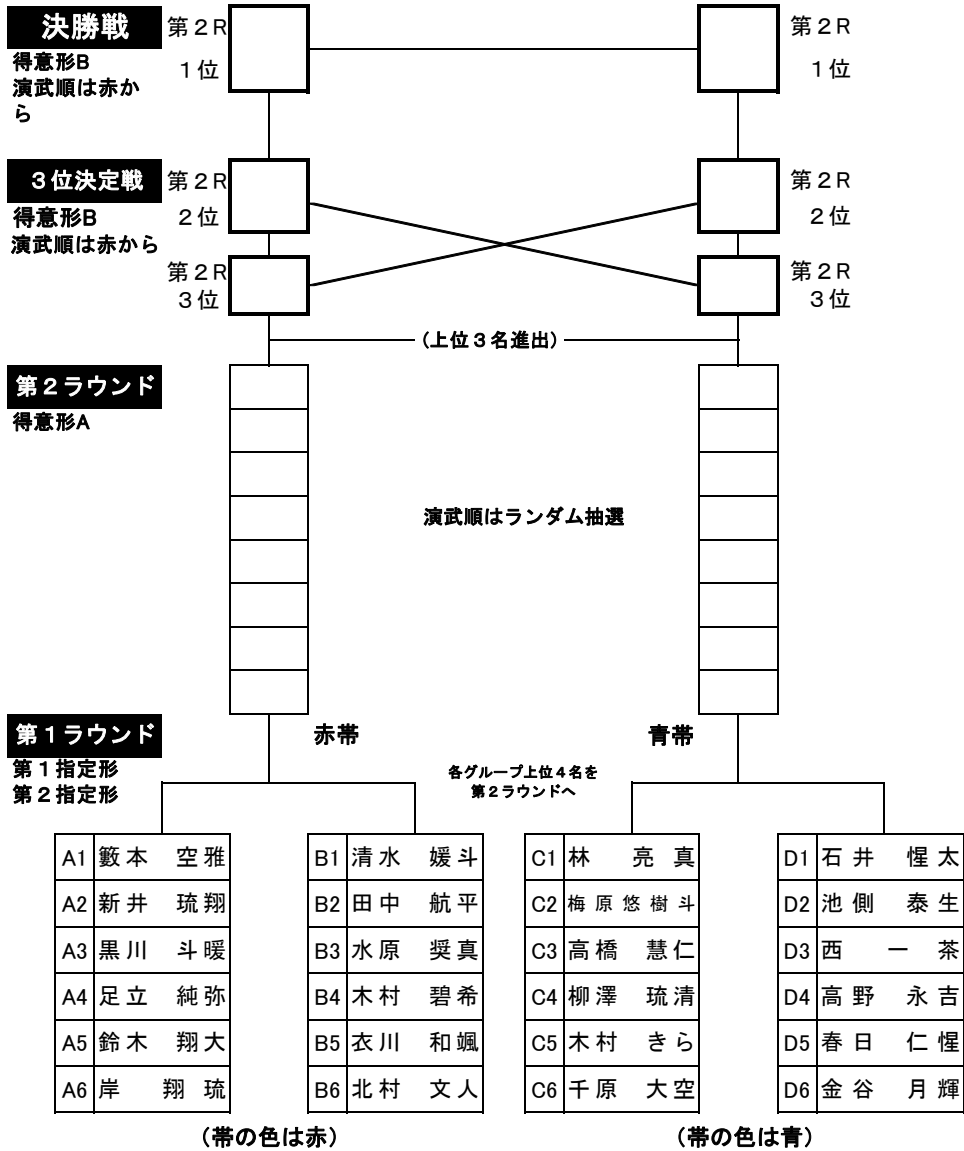 決勝戦
得意形B
演武順は赤か
ら
第２R
１位
第２R
１位
３位決定戦
得意形B
演武順は赤から
第２R
２位
第２R
２位
第２R
３位
第２R
３位
(上位３名進出)
第２ラウンド
得意形A
演武順はランダム抽選
第１ラウンド
第１指定形
第２指定形
赤帯
青帯
各グループ上位４名を
第２ラウンドへ
A1 籔本 空雅
A2 新井 琉翔
A3 黒川 斗暖
A4 足立 純弥
A5 鈴木 翔大
A6 岸 翔琉
B1 清水 媛斗
B2 田中 航平
B3 水原 奨真
B4 木村 碧希
B5 衣川 和颯
B6 北村 文人
C1 林 亮真
C2 梅原悠樹斗
C3 高橋 慧仁
C4 柳澤 琉清
C5 木村 きら
C6 千原 大空
D1 石井 惺太
D2 池側 泰生
D3 西 一茶
D4 高野 永吉
D5 春日 仁惺
D6 金谷 月輝
（帯の色は赤）
（帯の色は青）